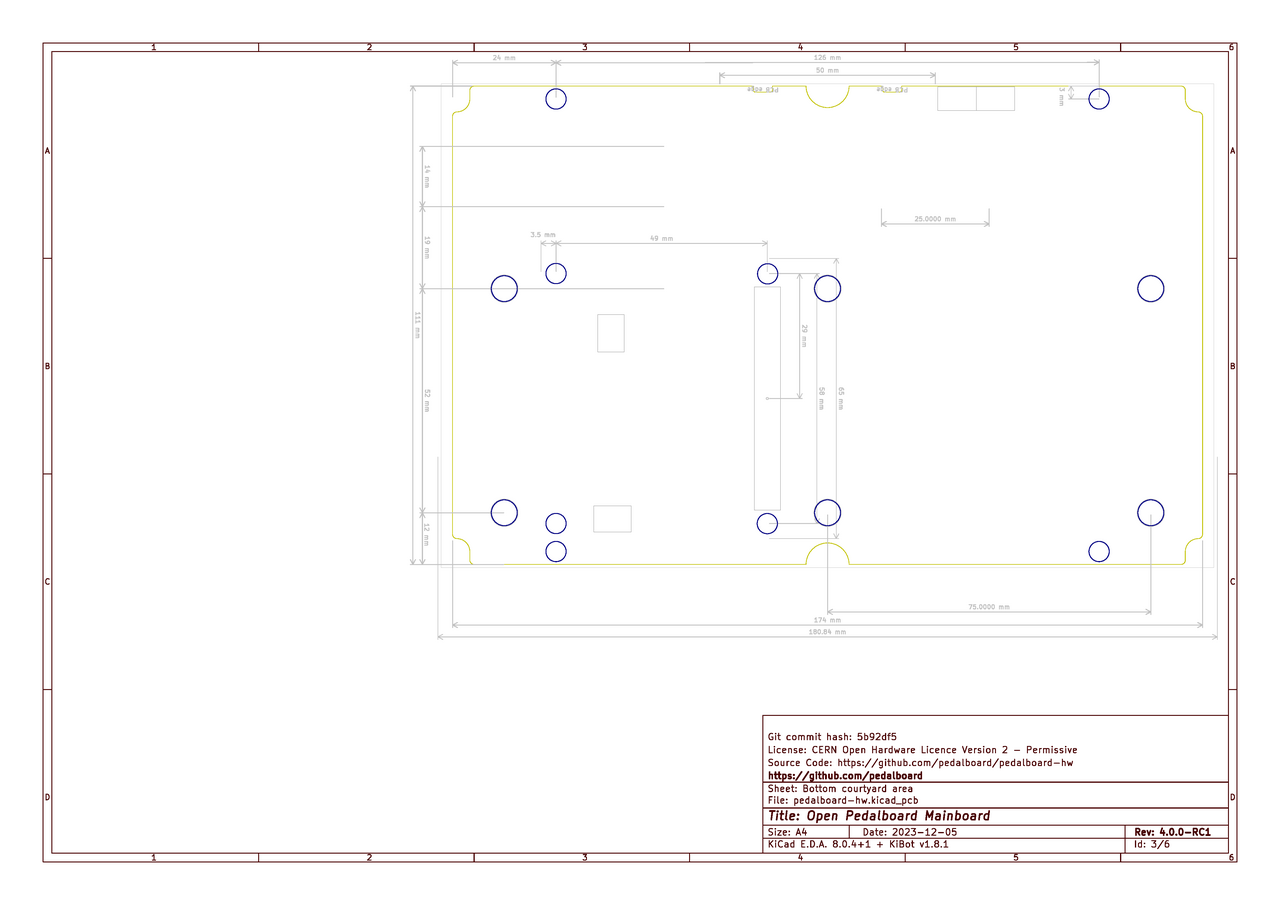 1 2 3 4 5 6
24 mm
126 mm
50 mm
PCB edge
PCB edge
3 mm
A
A
14 mm
25.0000 mm
3.5 mm
49 mm
19 mm
111 mm
29 mm
B
B
52 mm
58 mm
65 mm
12 mm
C
C
75.0000 mm
174 mm
180.84 mm
Git commit hash: 5b92df5
License: CERN Open Hardware Licence Version 2 - Permissive
Source Code: https://github.com/pedalboard/pedalboard-hw
https://github.com/pedalboard
Sheet: Bottom courtyard area
D
D
File: pedalboard-hw.kicad_pcb
Title: Open Pedalboard Mainboard
Size: A4
Date: 2023-12-05
Rev: 4.0.0-RC1
KiCad E.D.A. 8.0.4+1 + KiBot v1.8.1
Id: 3/6
1 2 3 4 5 6